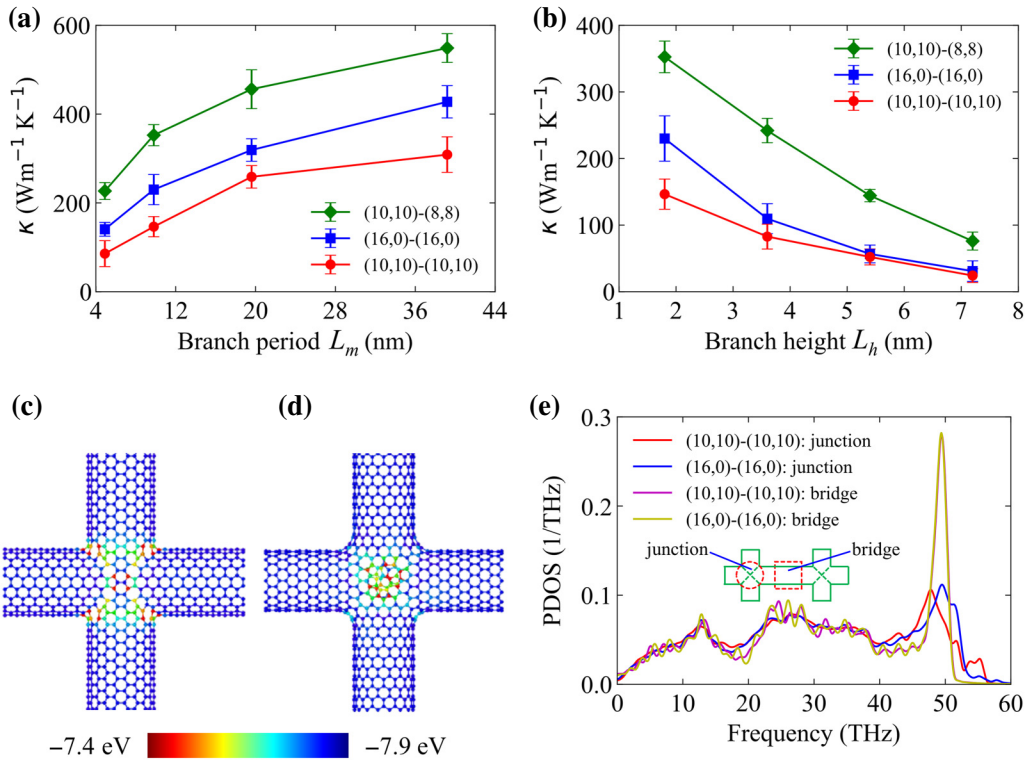 (a)
600
400
200
0
κ (Wm⁻¹ K⁻¹)
4 12 20 28 36 44
Branch period Lm (nm)
(10,10)-(8,8)
(16,0)-(16,0)
(10,10)-(10,10)
(b)
400
300
200
100
0
κ (Wm⁻¹ K⁻¹)
1 2 3 4 5 6 7 8
Branch height Lh (nm)
(10,10)-(8,8)
(16,0)-(16,0)
(10,10)-(10,10)
(c)
(d)
−7.4 eV
−7.9 eV
(e)
0.3
0.2
0.1
0.0
PDOS (1/THz)
0 10 20 30 40 50 60
Frequency (THz)
(10,10)-(10,10): junction
(16,0)-(16,0): junction
(10,10)-(10,10): bridge
(16,0)-(16,0): bridge
junction
bridge